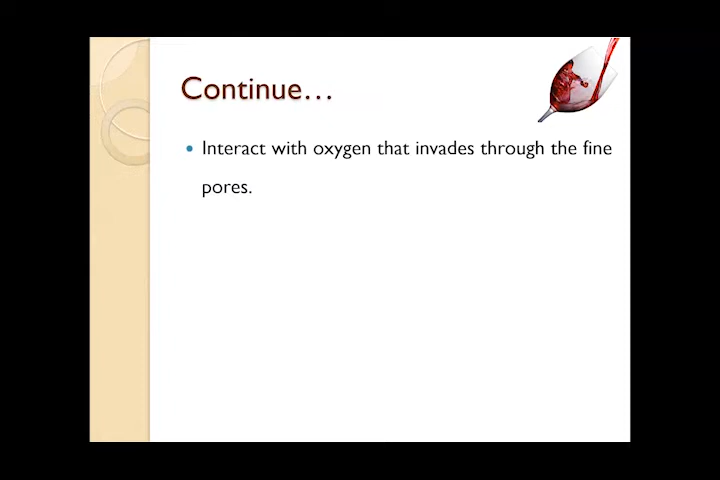 Continue…
• Interact with oxygen that invades through the fine
pores.